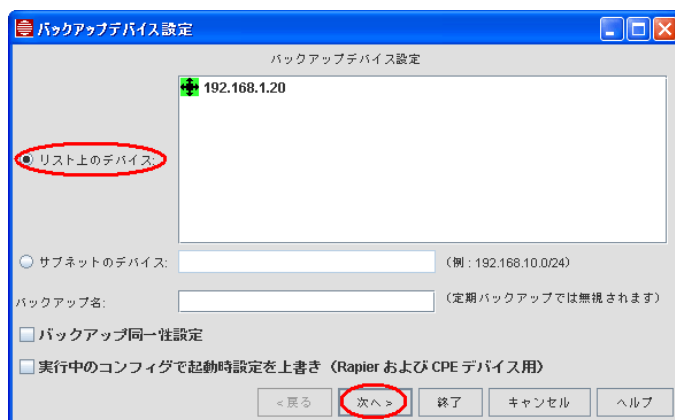 バックアップデバイス設定
バックアップデバイス設定
192.168.1.20
リスト上のデバイス:
サブネットのデバイス:
(例 : 192.168.10.0/24)
バックアップ名:
(定期バックアップでは無視されます)
バックアップ同一性設定
実行中のコンフィグで起動時設定を上書き (Rapier および CPE デバイス用)
< 戻る
次へ >
終了
キャンセル
ヘルプ